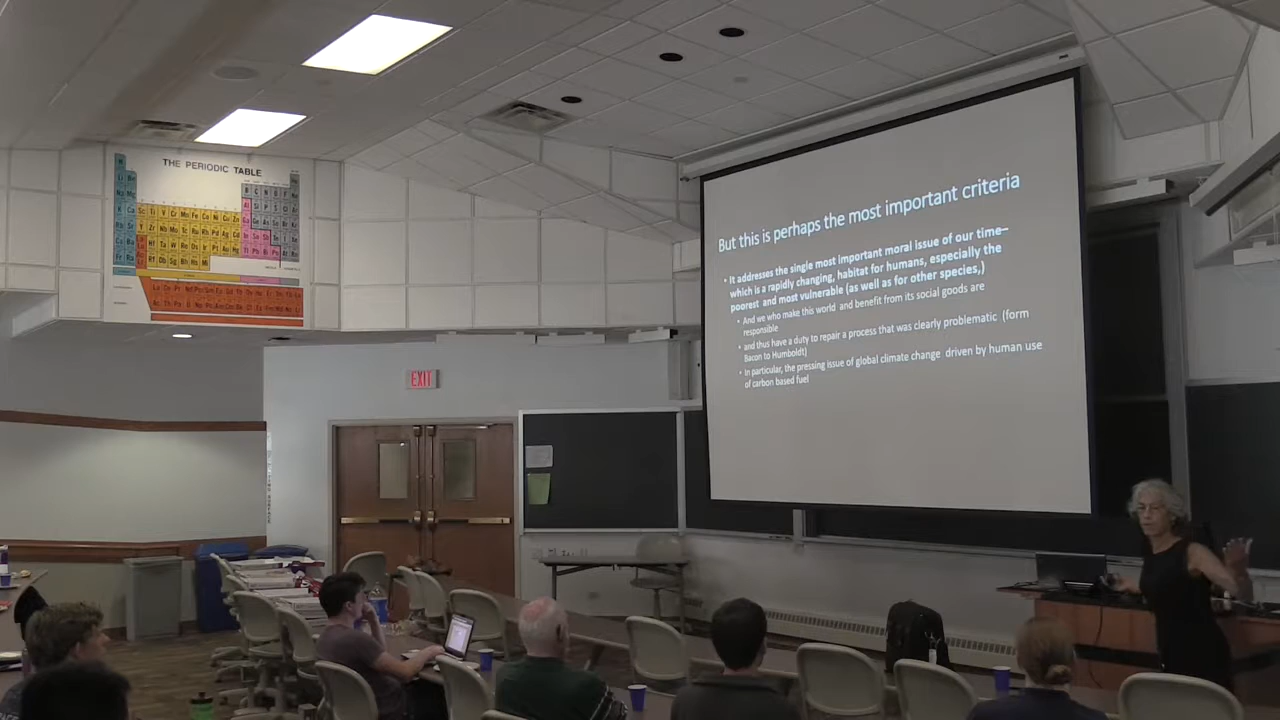 THE PERIODIC TABLE
EXIT
But this is perhaps the most important criteria
• It addresses the single most important moral issue of our time–
which is a rapidly changing, habitat for humans, especially the
poorest and most vulnerable (as well as for other species,)
• And we who make this world and benefit from its social goods are
responsible
• and thus have a duty to repair a process that was clearly problematic (form
Bacon to Humboldt)
• In particular, the pressing issue of global climate change driven by human use
of carbon based fuel